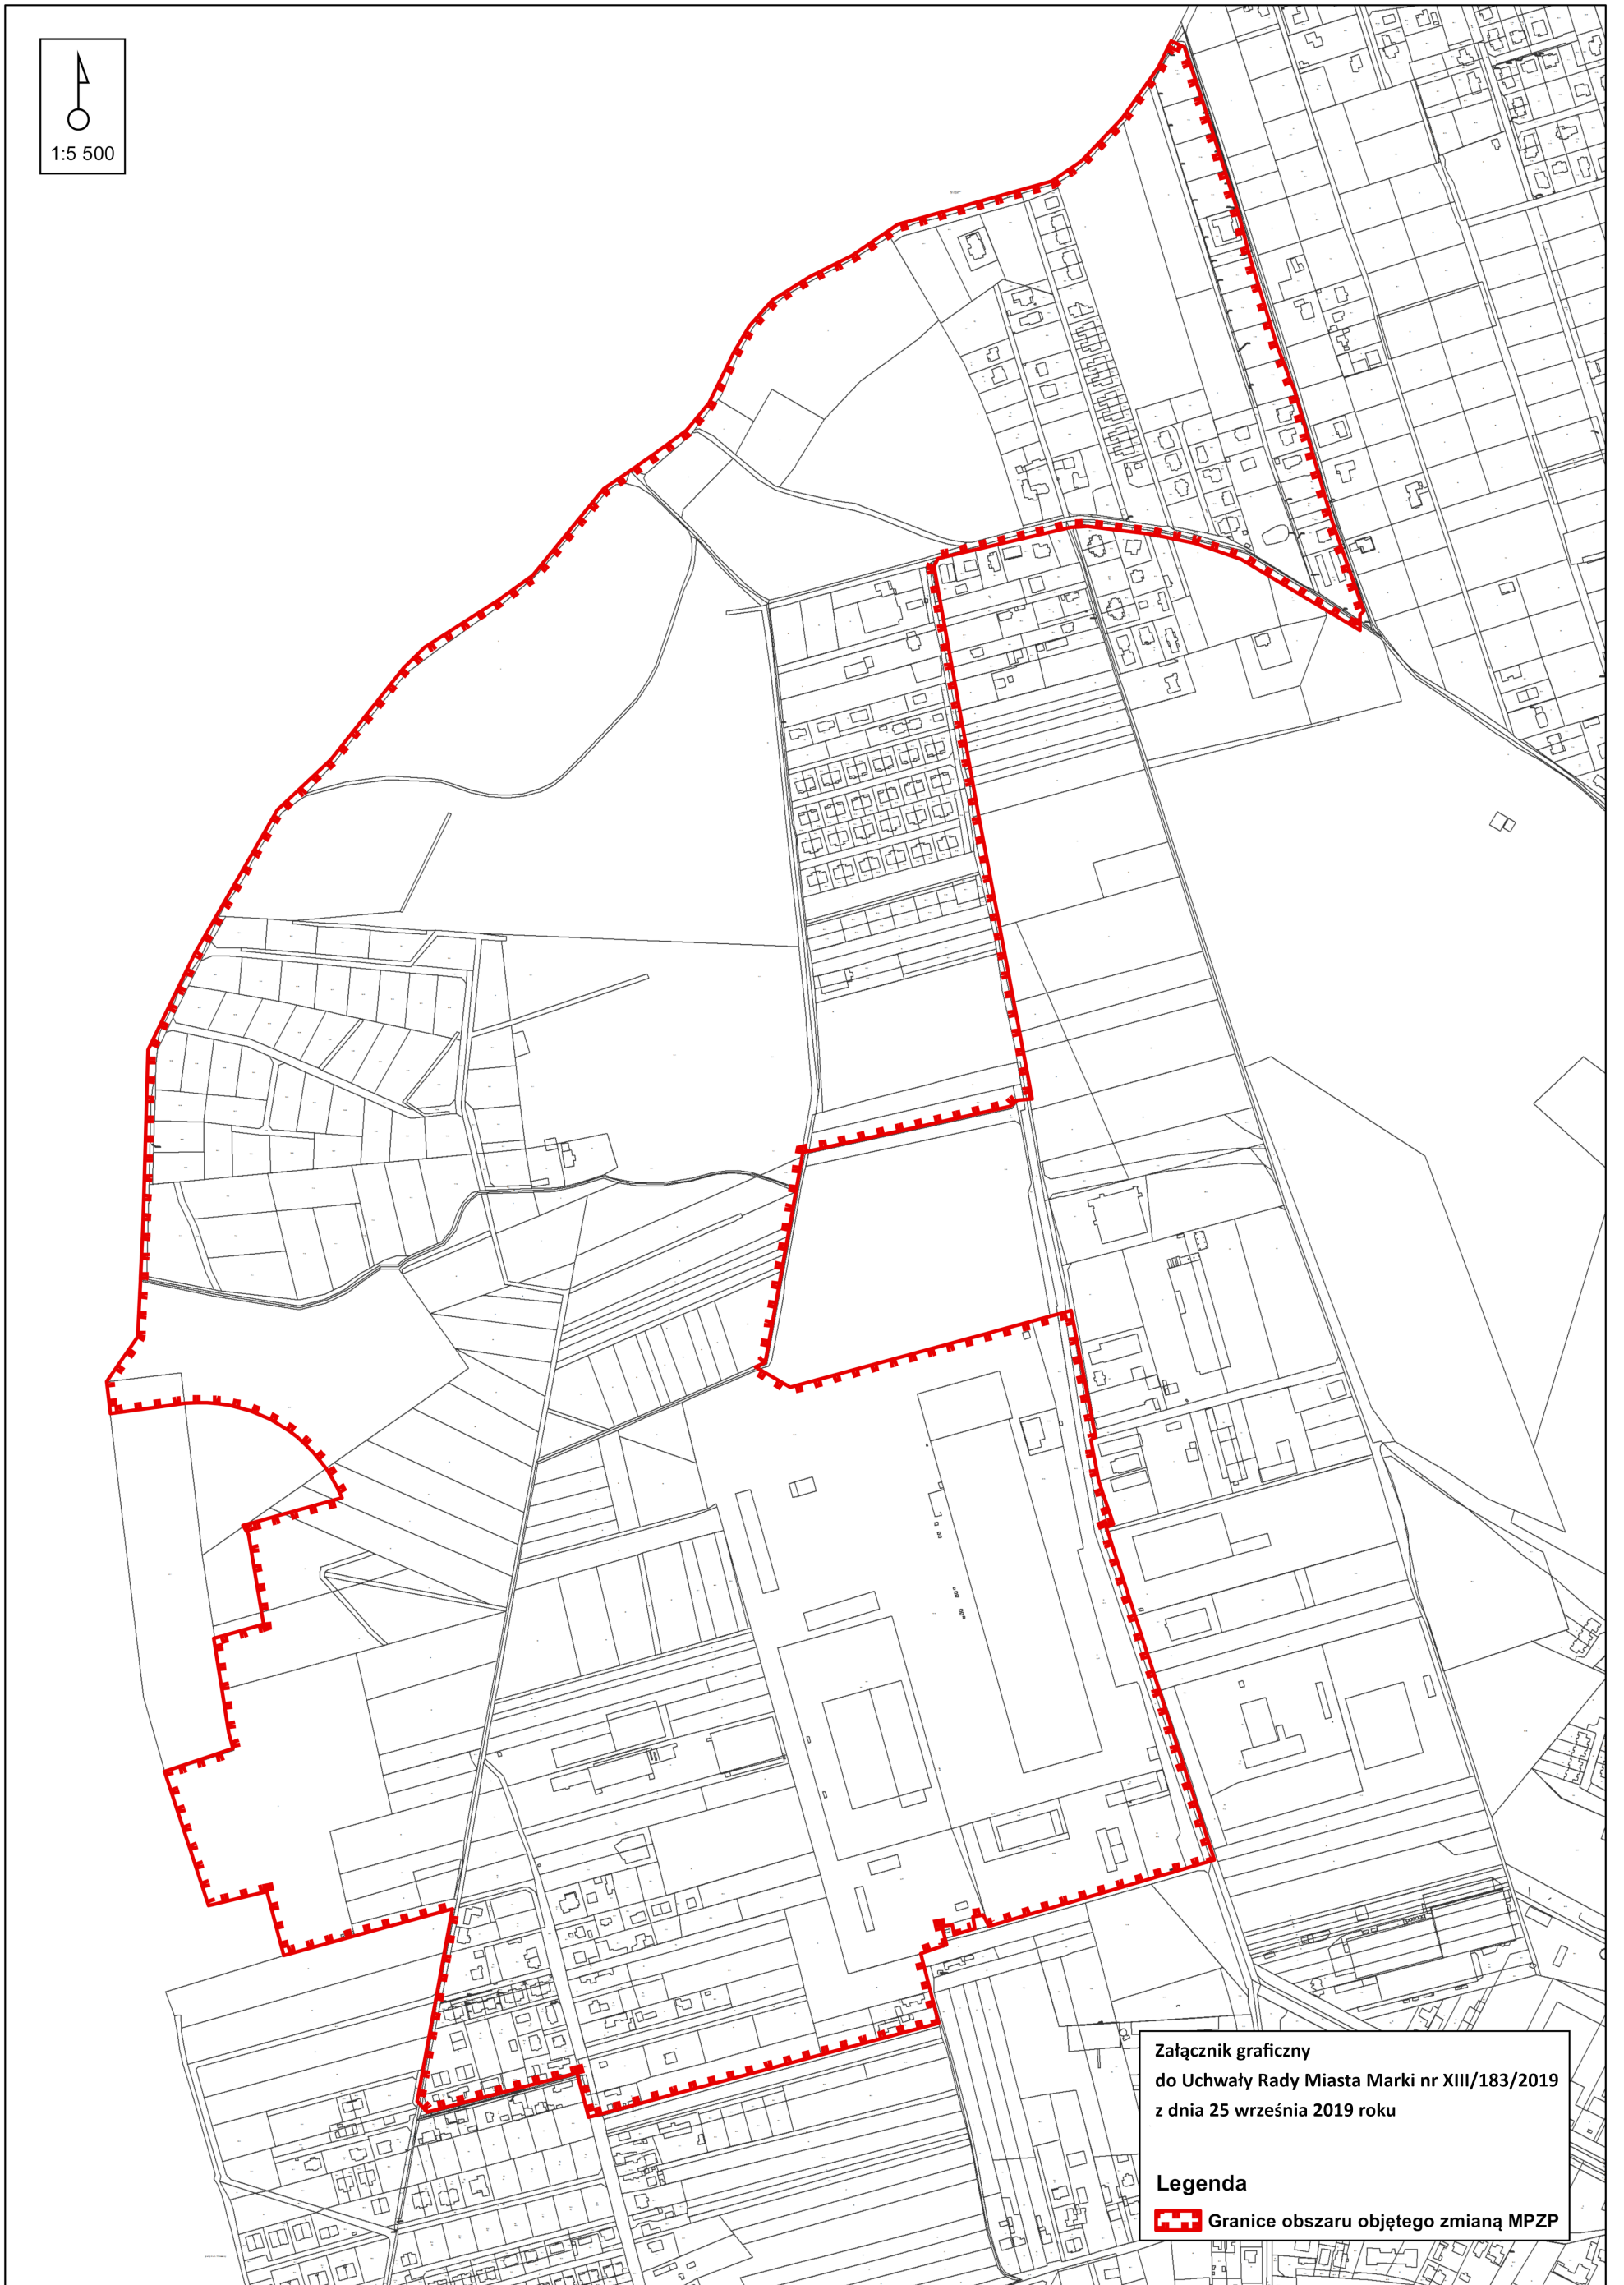 1:5 500
Załącznik graficzny
do Uchwały Rady Miasta Marki nr XIII/183/2019
z dnia 25 września 2019 roku
Legenda
Granice obszaru objętego zmianą MPZP